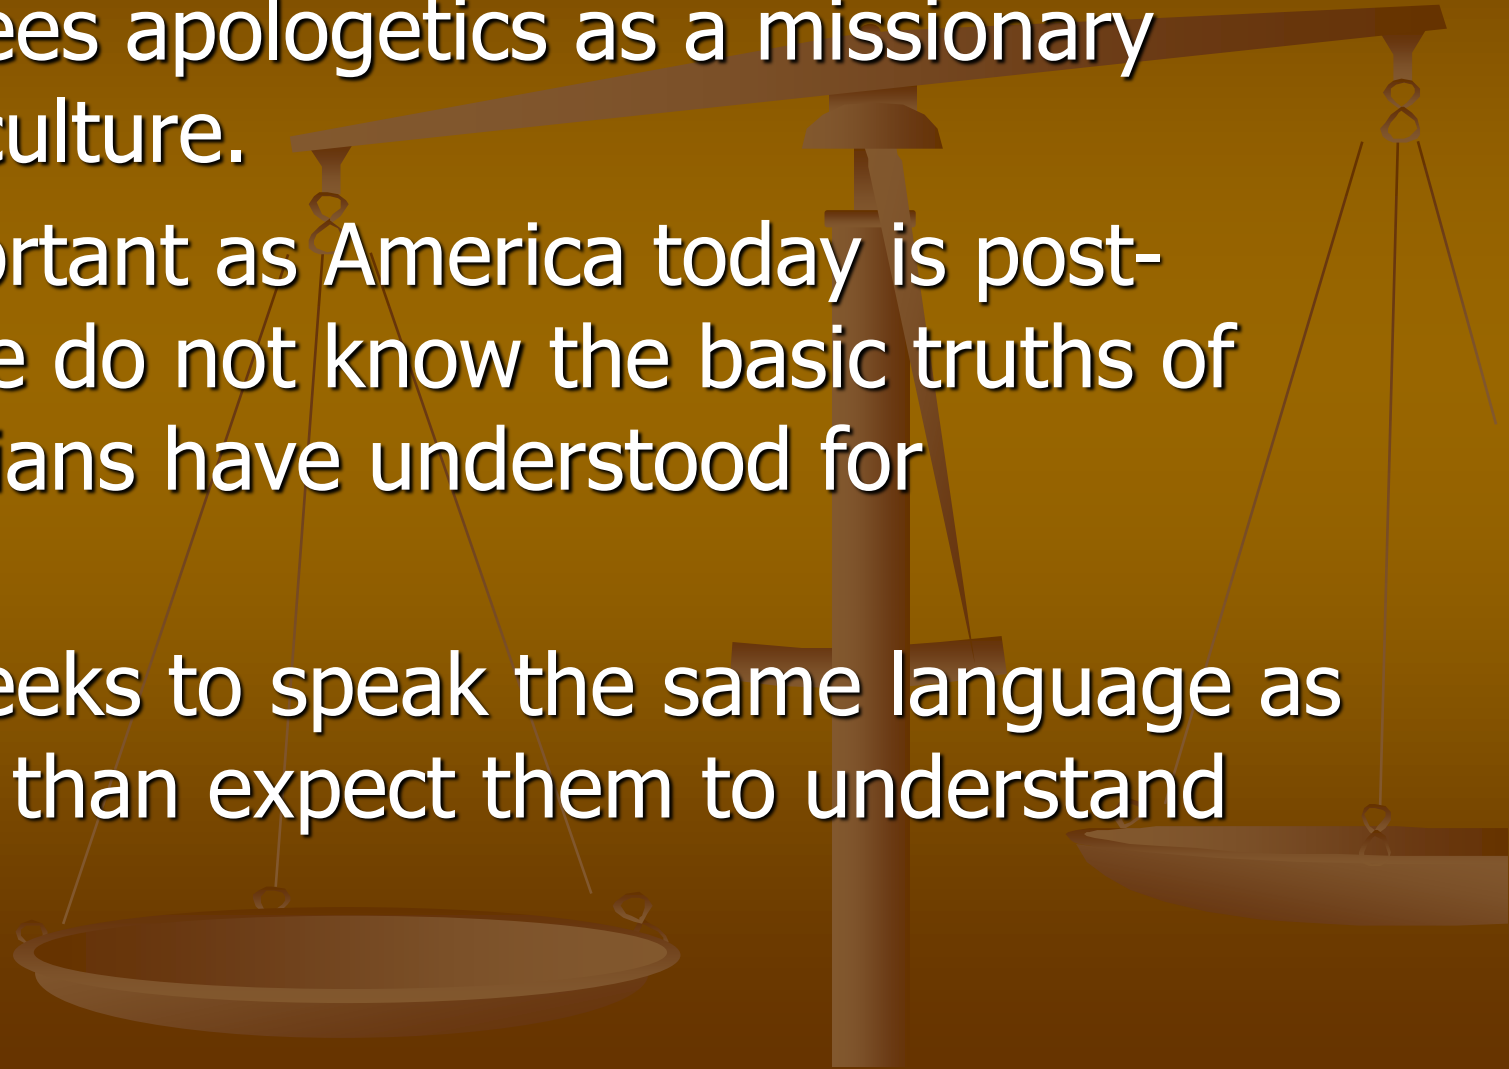 ees apologetics as a missionary
culture.
ortant as America today is post-
e do not know the basic truths of
ians have understood for
eeks to speak the same language as
than expect them to understand